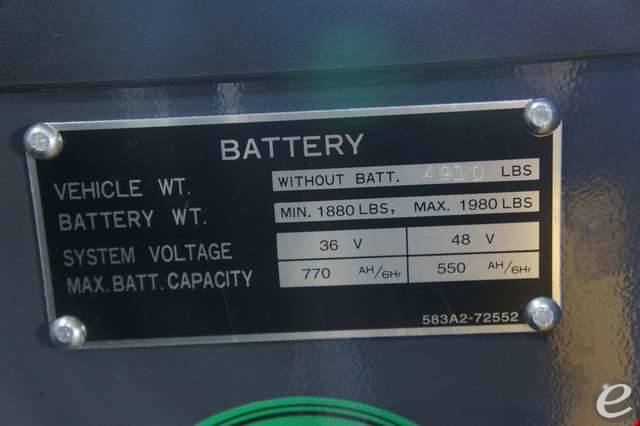 BATTERY
VEHICLE WT. WITHOUT BATT. 4910 LBS
BATTERY WT. MIN. 1880 LBS, MAX. 1980 LBS
SYSTEM VOLTAGE 36 V 48 V
MAX. BATT. CAPACITY 770 AH/6Hr 550 AH/6Hr
583A2-72552
e